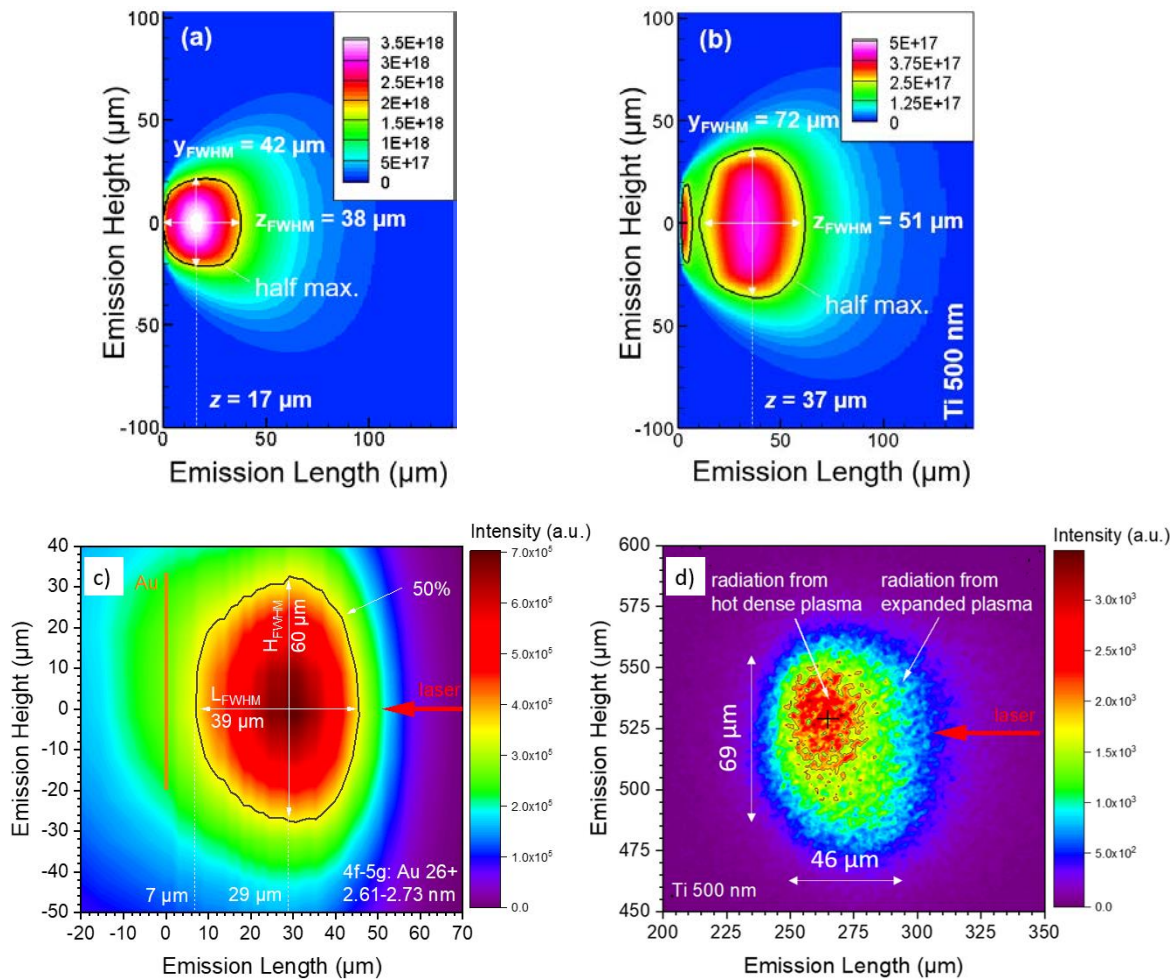 (a)
3.5E+18
3E+18
2.5E+18
2E+18
1.5E+18
1E+18
5E+17
0
100
50
0
-50
-100
Emission Height (µm)
yFWHM = 42 µm
zFWHM = 38 µm
half max.
z = 17 µm
0
50
100
Emission Length (µm)
(b)
5E+17
3.75E+17
2.5E+17
1.25E+17
0
100
50
0
-50
-100
Emission Height (µm)
yFWHM = 72 µm
zFWHM = 51 µm
half max.
z = 37 µm
Ti 500 nm
0
50
100
Emission Length (µm)
c)
Intensity (a.u.)
7.0x10⁵
6.0x10⁵
5.0x10⁵
4.0x10⁵
3.0x10⁵
2.0x10⁵
1.0x10⁵
0.0
40
30
20
10
0
-10
-20
-30
-40
-50
Emission Height (µm)
Au
50%
HFWHM
60 µm
LFWHM
39 µm
laser
4f-5g: Au 26+
7 µm
29 µm
2.61-2.73 nm
-20
-10
0
10
20
30
40
50
60
70
Emission Length (µm)
d)
Intensity (a.u.)
3.0x10³
2.5x10³
2.0x10³
1.5x10³
1.0x10³
5.0x10²
0.0
600
575
550
525
500
475
450
Emission Height (µm)
radiation from
hot dense plasma
radiation from
expanded plasma
69 µm
laser
46 µm
Ti 500 nm
200
225
250
275
300
325
350
Emission Length (µm)